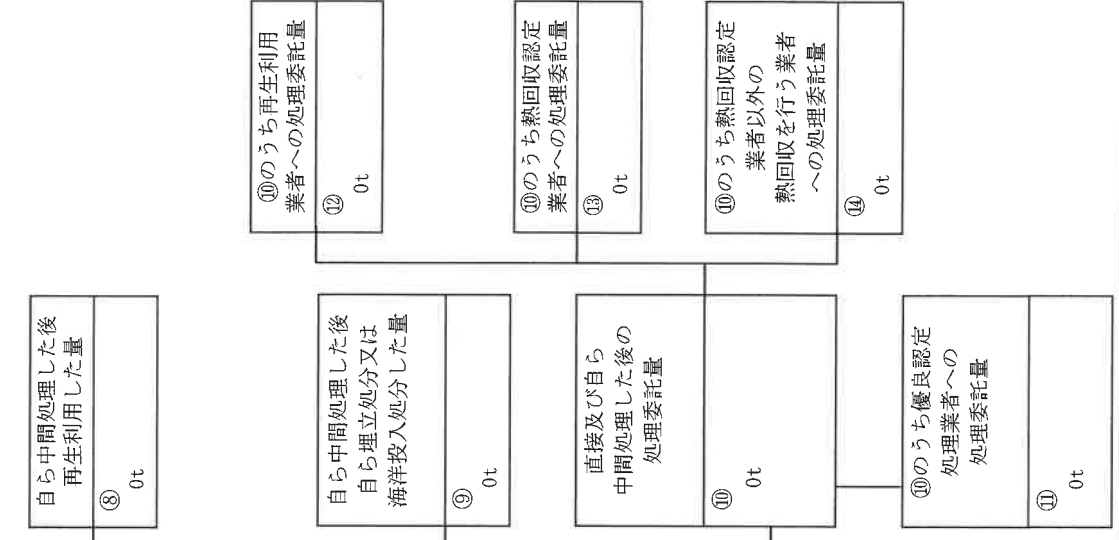 自ら中間処理した後
再生利用した量
⑧
0t
自ら中間処理した後
自ら埋立処分又は
海洋投入処分した量
⑨
0t
直接及び自ら
中間処理した後の
処理委託量
⑩
0t
⑩のうち優良認定
処理業者への
処理委託量
⑪
0t
⑩のうち再生利用
業者への処理委託量
⑫
0t
⑩のうち熱回収認定
業者への処理委託量
⑬
0t
⑩のうち熱回収認定
業者以外の
熱回収を行う業者
への処理委託量
⑭
0t